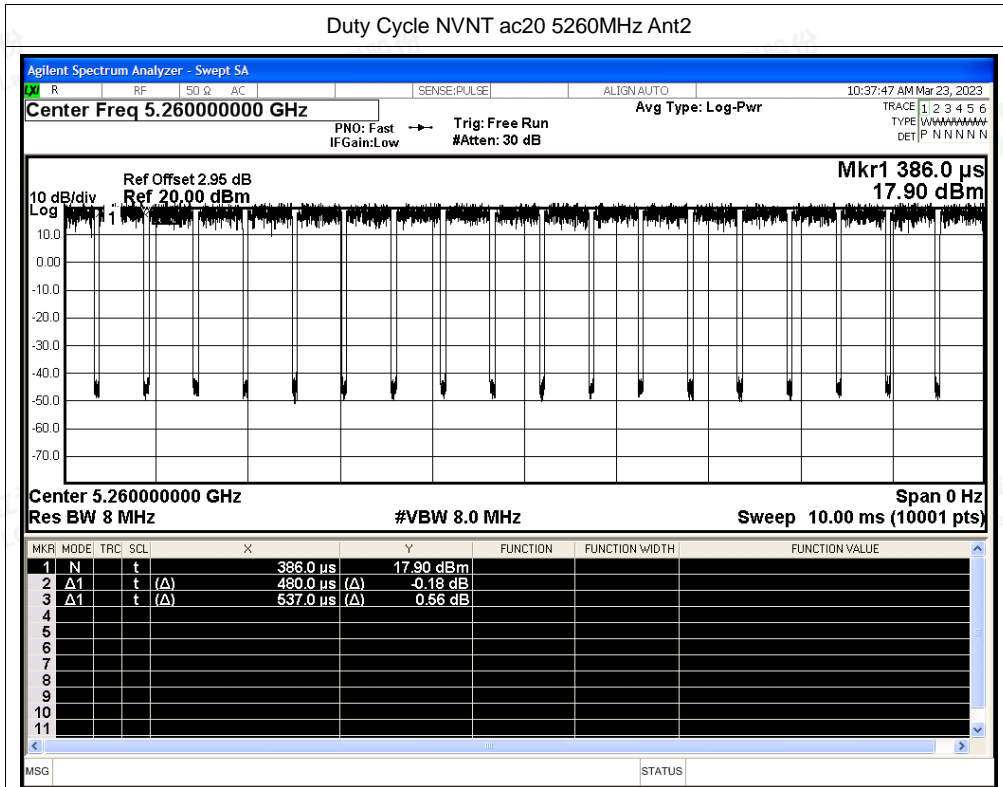 Duty Cycle NVNT ac20 5260MHz Ant2
Agilent Spectrum Analyzer - Swept SA
LXI R RF 50 Ω AC SENSE:PULSE ALIGN AUTO 10:37:47 AM Mar 23, 2023
Center Freq 5.260000000 GHz Avg Type: Log-Pwr TRACE 1 2 3 4 5 6
PNO: Fast Trig: Free Run TYPE WWWWWW
IFGain:Low #Atten: 30 dB DET P N N N N N
Mkr1 386.0 µs
Ref Offset 2.95 dB
10 dB/div Ref 20.00 dBm 17.90 dBm
Log
1
10.0
0.00
-10.0
-20.0
-30.0
-40.0
-50.0
-60.0
-70.0
Center 5.260000000 GHz Span 0 Hz
Res BW 8 MHz #VBW 8.0 MHz Sweep 10.00 ms (10001 pts)
MKR MODE TRC SCL X Y FUNCTION FUNCTION WIDTH FUNCTION VALUE
1 N t 386.0 µs 17.90 dBm
2 Δ1 t (Δ) 480.0 µs (Δ) -0.18 dB
3 Δ1 t (Δ) 537.0 µs (Δ) 0.56 dB
4
5
6
7
8
9
10
11
MSG STATUS